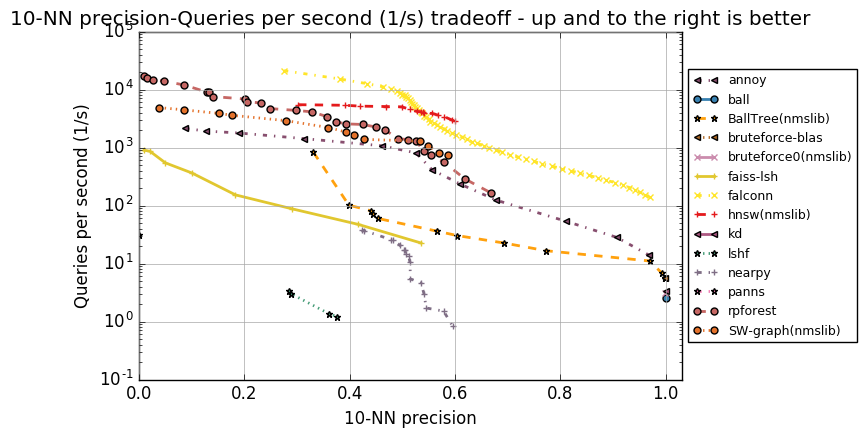 10-NN precision-Queries per second (1/s) tradeoff - up and to the right is better
10^5
10^4
10^3
10^2
10^1
10^0
10^-1
Queries per second (1/s)
0.0 0.2 0.4 0.6 0.8 1.0
10-NN precision
annoy
ball
BallTree(nmslib)
bruteforce-blas
bruteforce0(nmslib)
faiss-lsh
falconn
hnsw(nmslib)
kd
lshf
nearpy
panns
rpforest
SW-graph(nmslib)